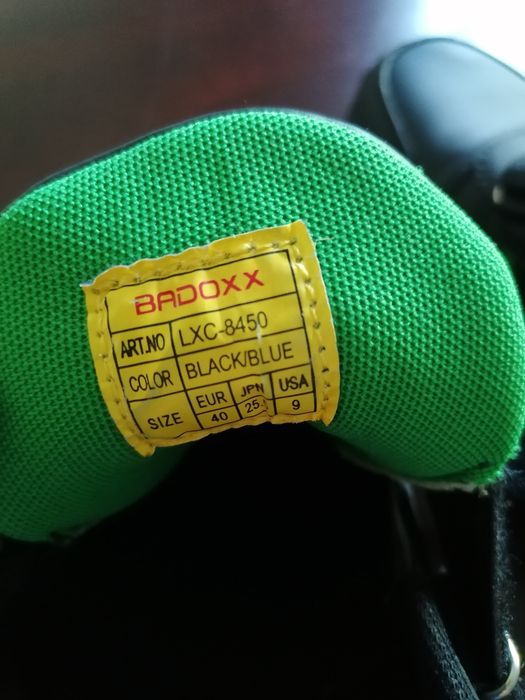 BADOXX
ART.NO LXC-8450
COLOR BLACK/BLUE
SIZE EUR JPN USA
40 25. 9